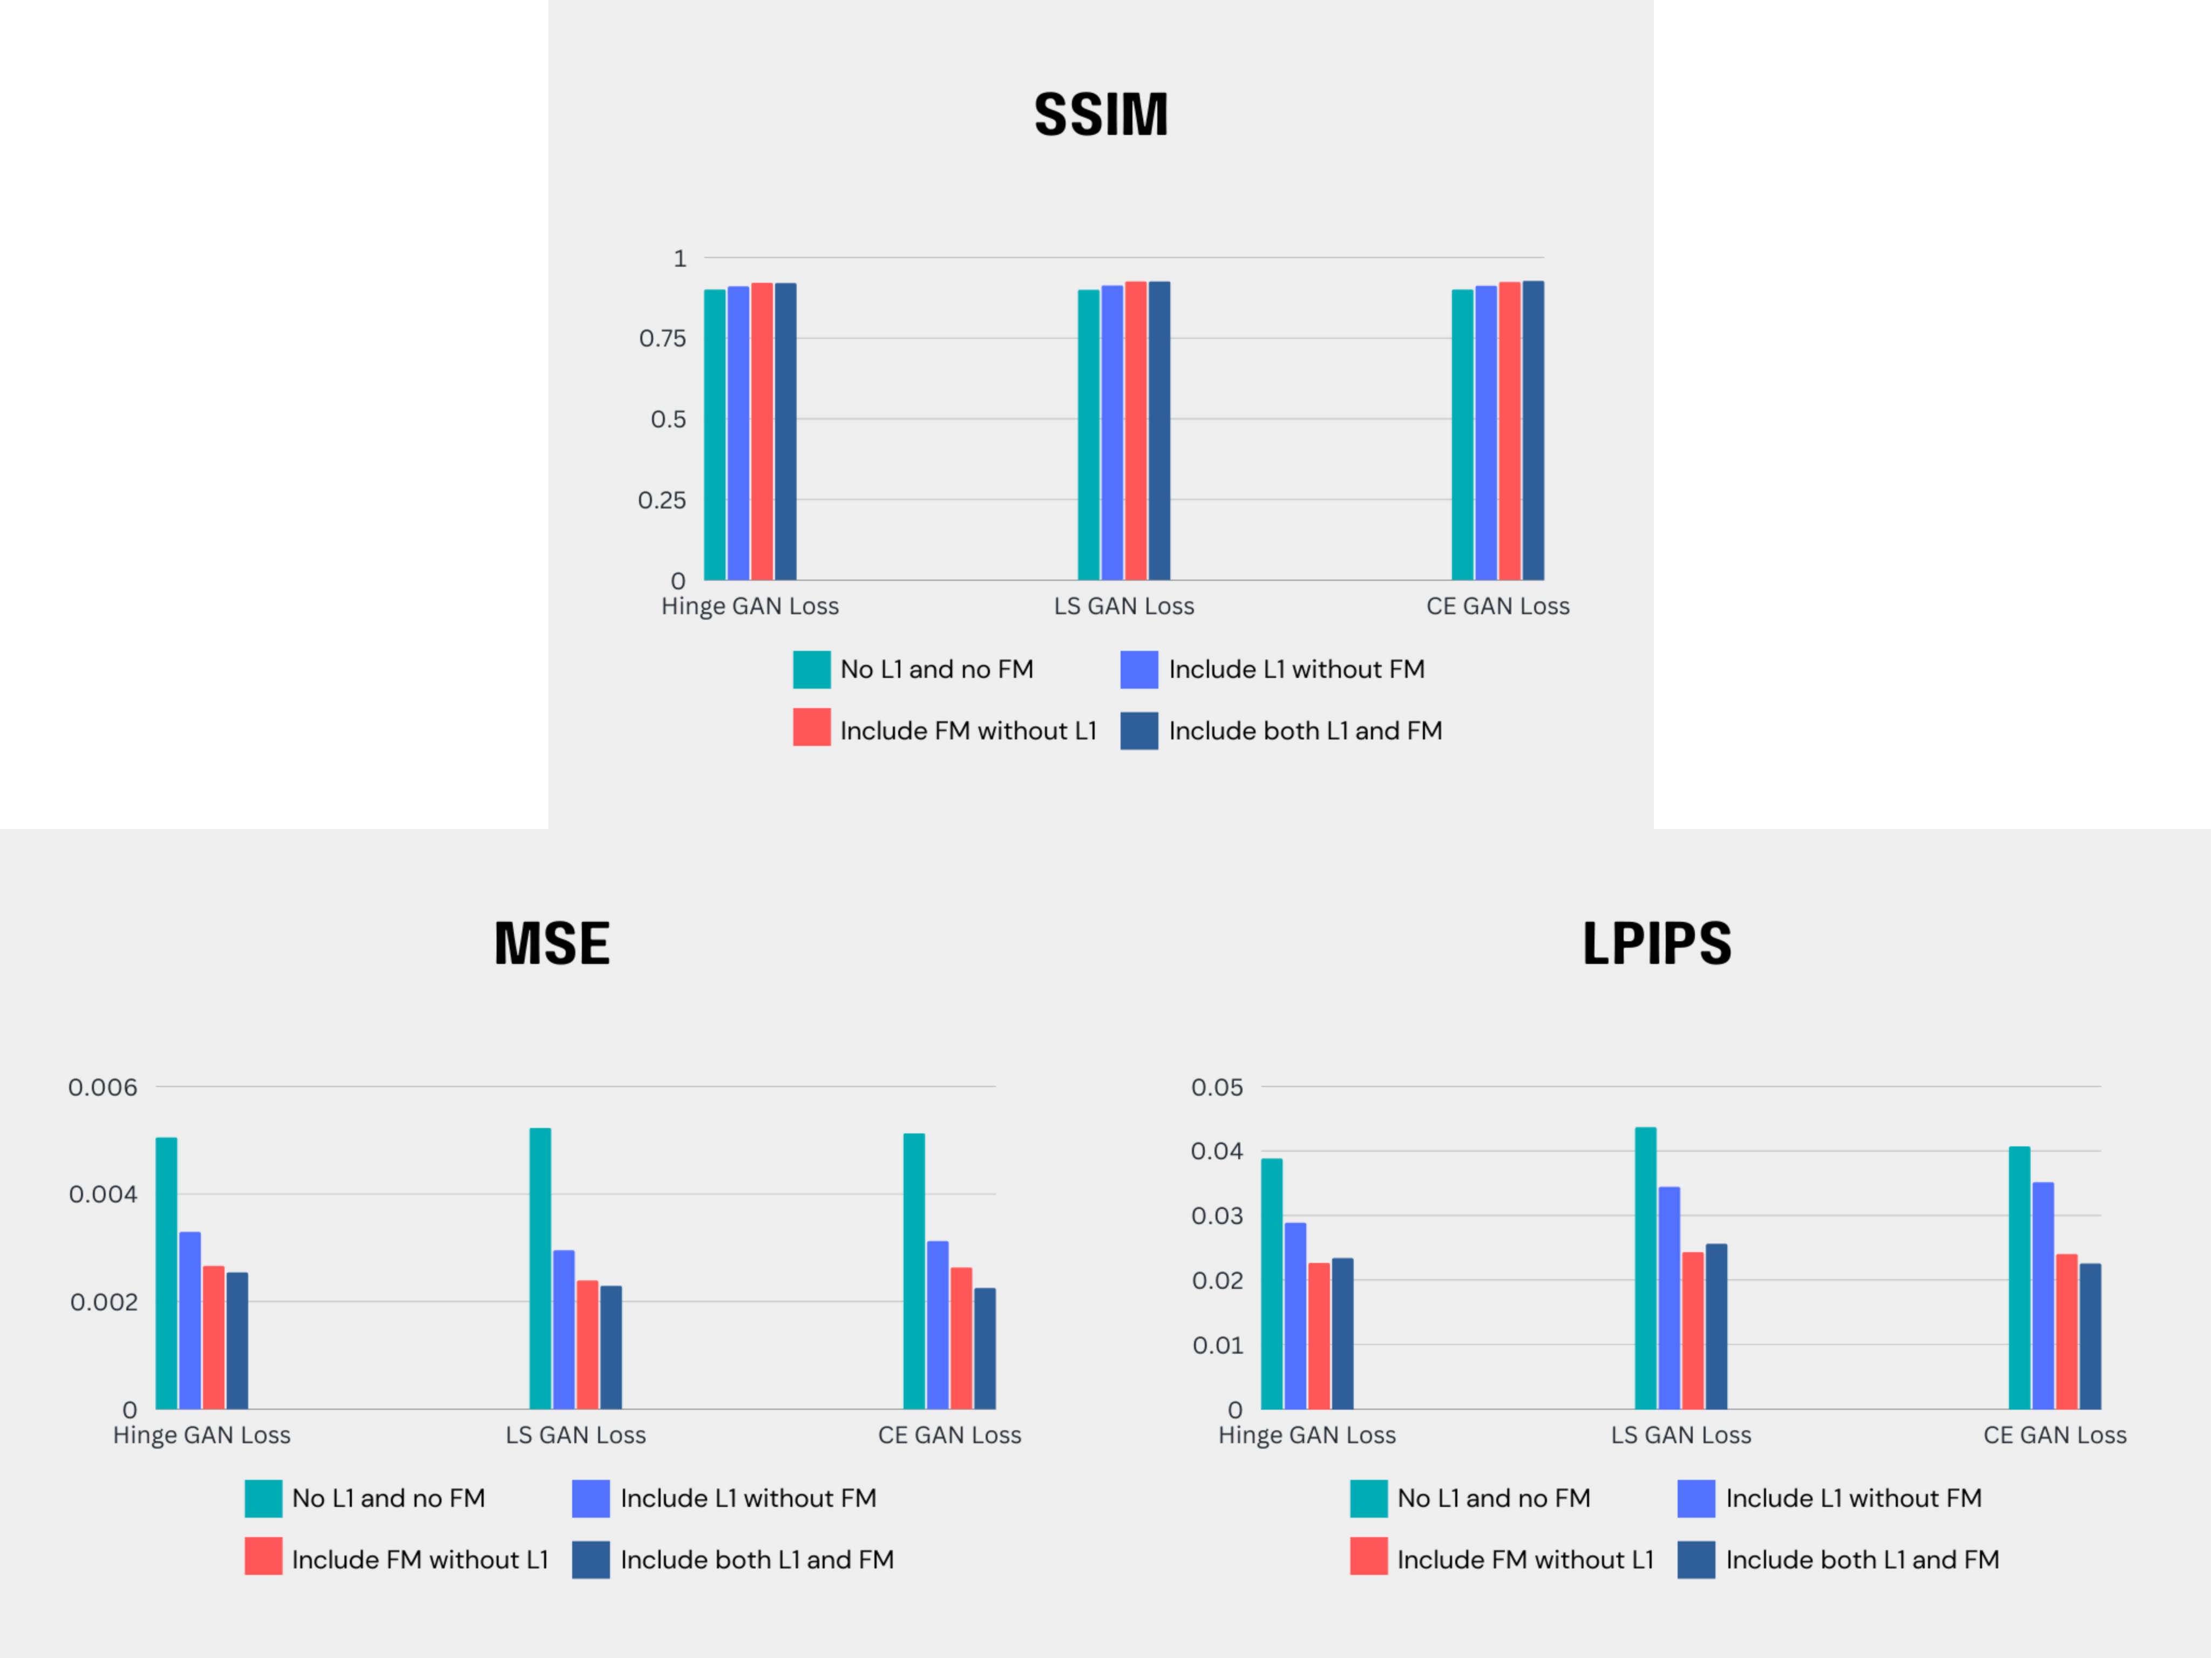 SSIM
1
0.75
0.5
0.25
0
Hinge GAN Loss LS GAN Loss CE GAN Loss
No L1 and no FM Include L1 without FM
Include FM without L1 Include both L1 and FM
MSE
0.006
0.004
0.002
0
Hinge GAN Loss LS GAN Loss CE GAN Loss
No L1 and no FM Include L1 without FM
Include FM without L1 Include both L1 and FM
LPIPS
0.05
0.04
0.03
0.02
0.01
0
Hinge GAN Loss LS GAN Loss CE GAN Loss
No L1 and no FM Include L1 without FM
Include FM without L1 Include both L1 and FM